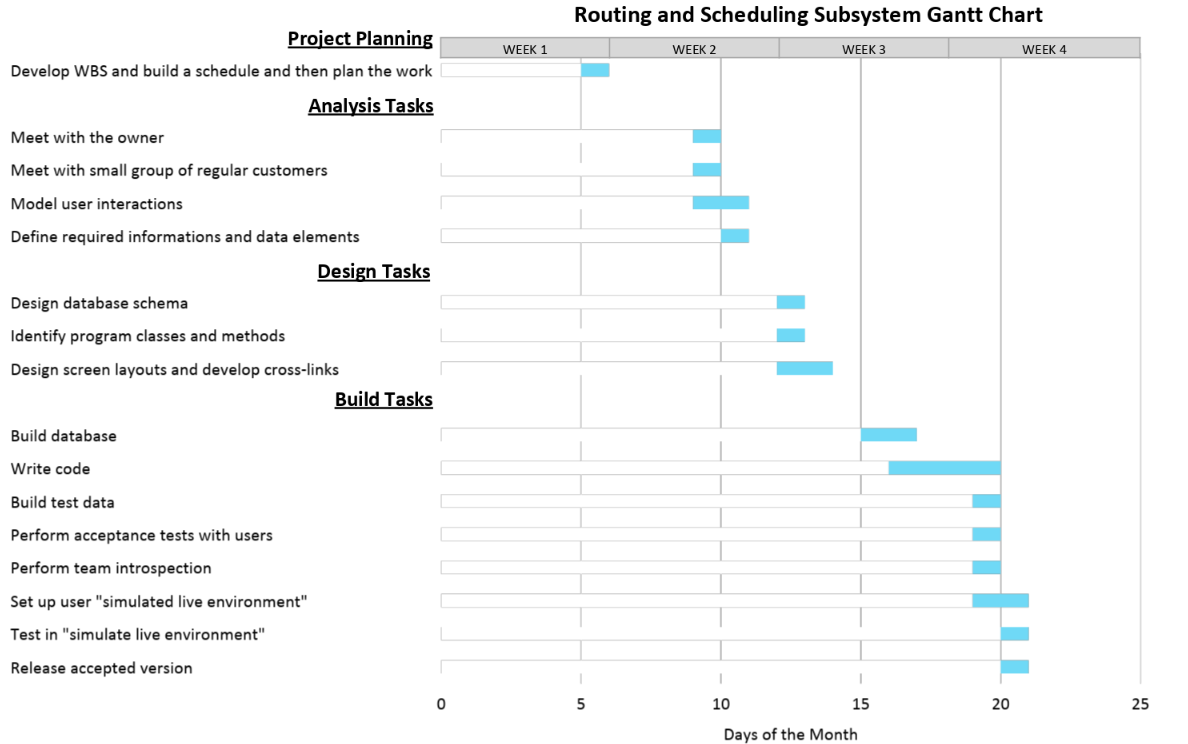 Routing and Scheduling Subsystem Gantt Chart
Project Planning
WEEK 1 WEEK 2 WEEK 3 WEEK 4
Develop WBS and build a schedule and then plan the work
Analysis Tasks
Meet with the owner
Meet with small group of regular customers
Model user interactions
Define required informations and data elements
Design Tasks
Design database schema
Identify program classes and methods
Design screen layouts and develop cross-links
Build Tasks
Build database
Write code
Build test data
Perform acceptance tests with users
Perform team introspection
Set up user "simulated live environment"
Test in "simulate live environment"
Release accepted version
0 5 10 15 20 25
Days of the Month